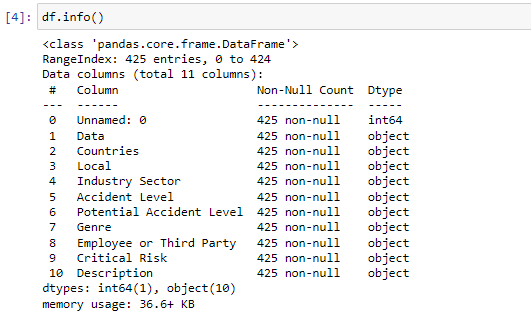 [4]: df.info()
<class 'pandas.core.frame.DataFrame'>
RangeIndex: 425 entries, 0 to 424
Data columns (total 11 columns):
 #   Column                    Non-Null Count  Dtype
---  ------                    --------------  -----
 0   Unnamed: 0                425 non-null    int64
 1   Data                      425 non-null    object
 2   Countries                 425 non-null    object
 3   Local                     425 non-null    object
 4   Industry Sector           425 non-null    object
 5   Accident Level            425 non-null    object
 6   Potential Accident Level  425 non-null    object
 7   Genre                     425 non-null    object
 8   Employee or Third Party   425 non-null    object
 9   Critical Risk             425 non-null    object
 10  Description               425 non-null    object
dtypes: int64(1), object(10)
memory usage: 36.6+ KB